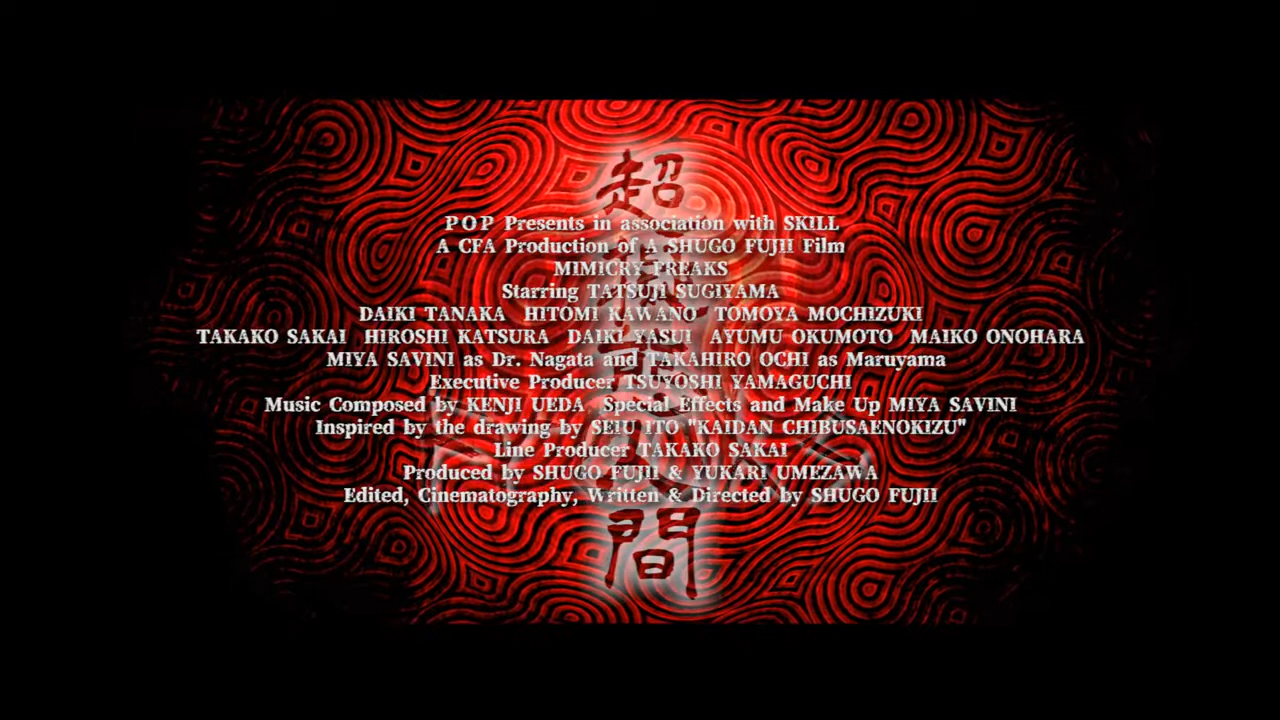 超
POP Presents in association with SKILL
A CFA Production of A SHUGO FUJII Film
MIMICRY FREAKS
Starring TATSUJI SUGIYAMA
DAIKI TANAKA HITOMI KAWANO TOMOYA MOCHIZUKI
TAKAKO SAKAI HIROSHI KATSURA DAIKI YASUI AYUMU OKUMOTO MAIKO ONOHARA
MIYA SAVINI as Dr. Nagata and TAKAHIRO OCHI as Maruyama
Executive Producer TSUYOSHI YAMAGUCHI
Music Composed by KENJI UEDA Special Effects and Make Up MIYA SAVINI
Inspired by the drawing by SEIU ITO "KAIDAN CHIBUSAENOKIZU"
Line Producer TAKAKO SAKAI
Produced by SHUGO FUJII & YUKARI UMEZAWA
Edited, Cinematography, Written & Directed by SHUGO FUJII
間